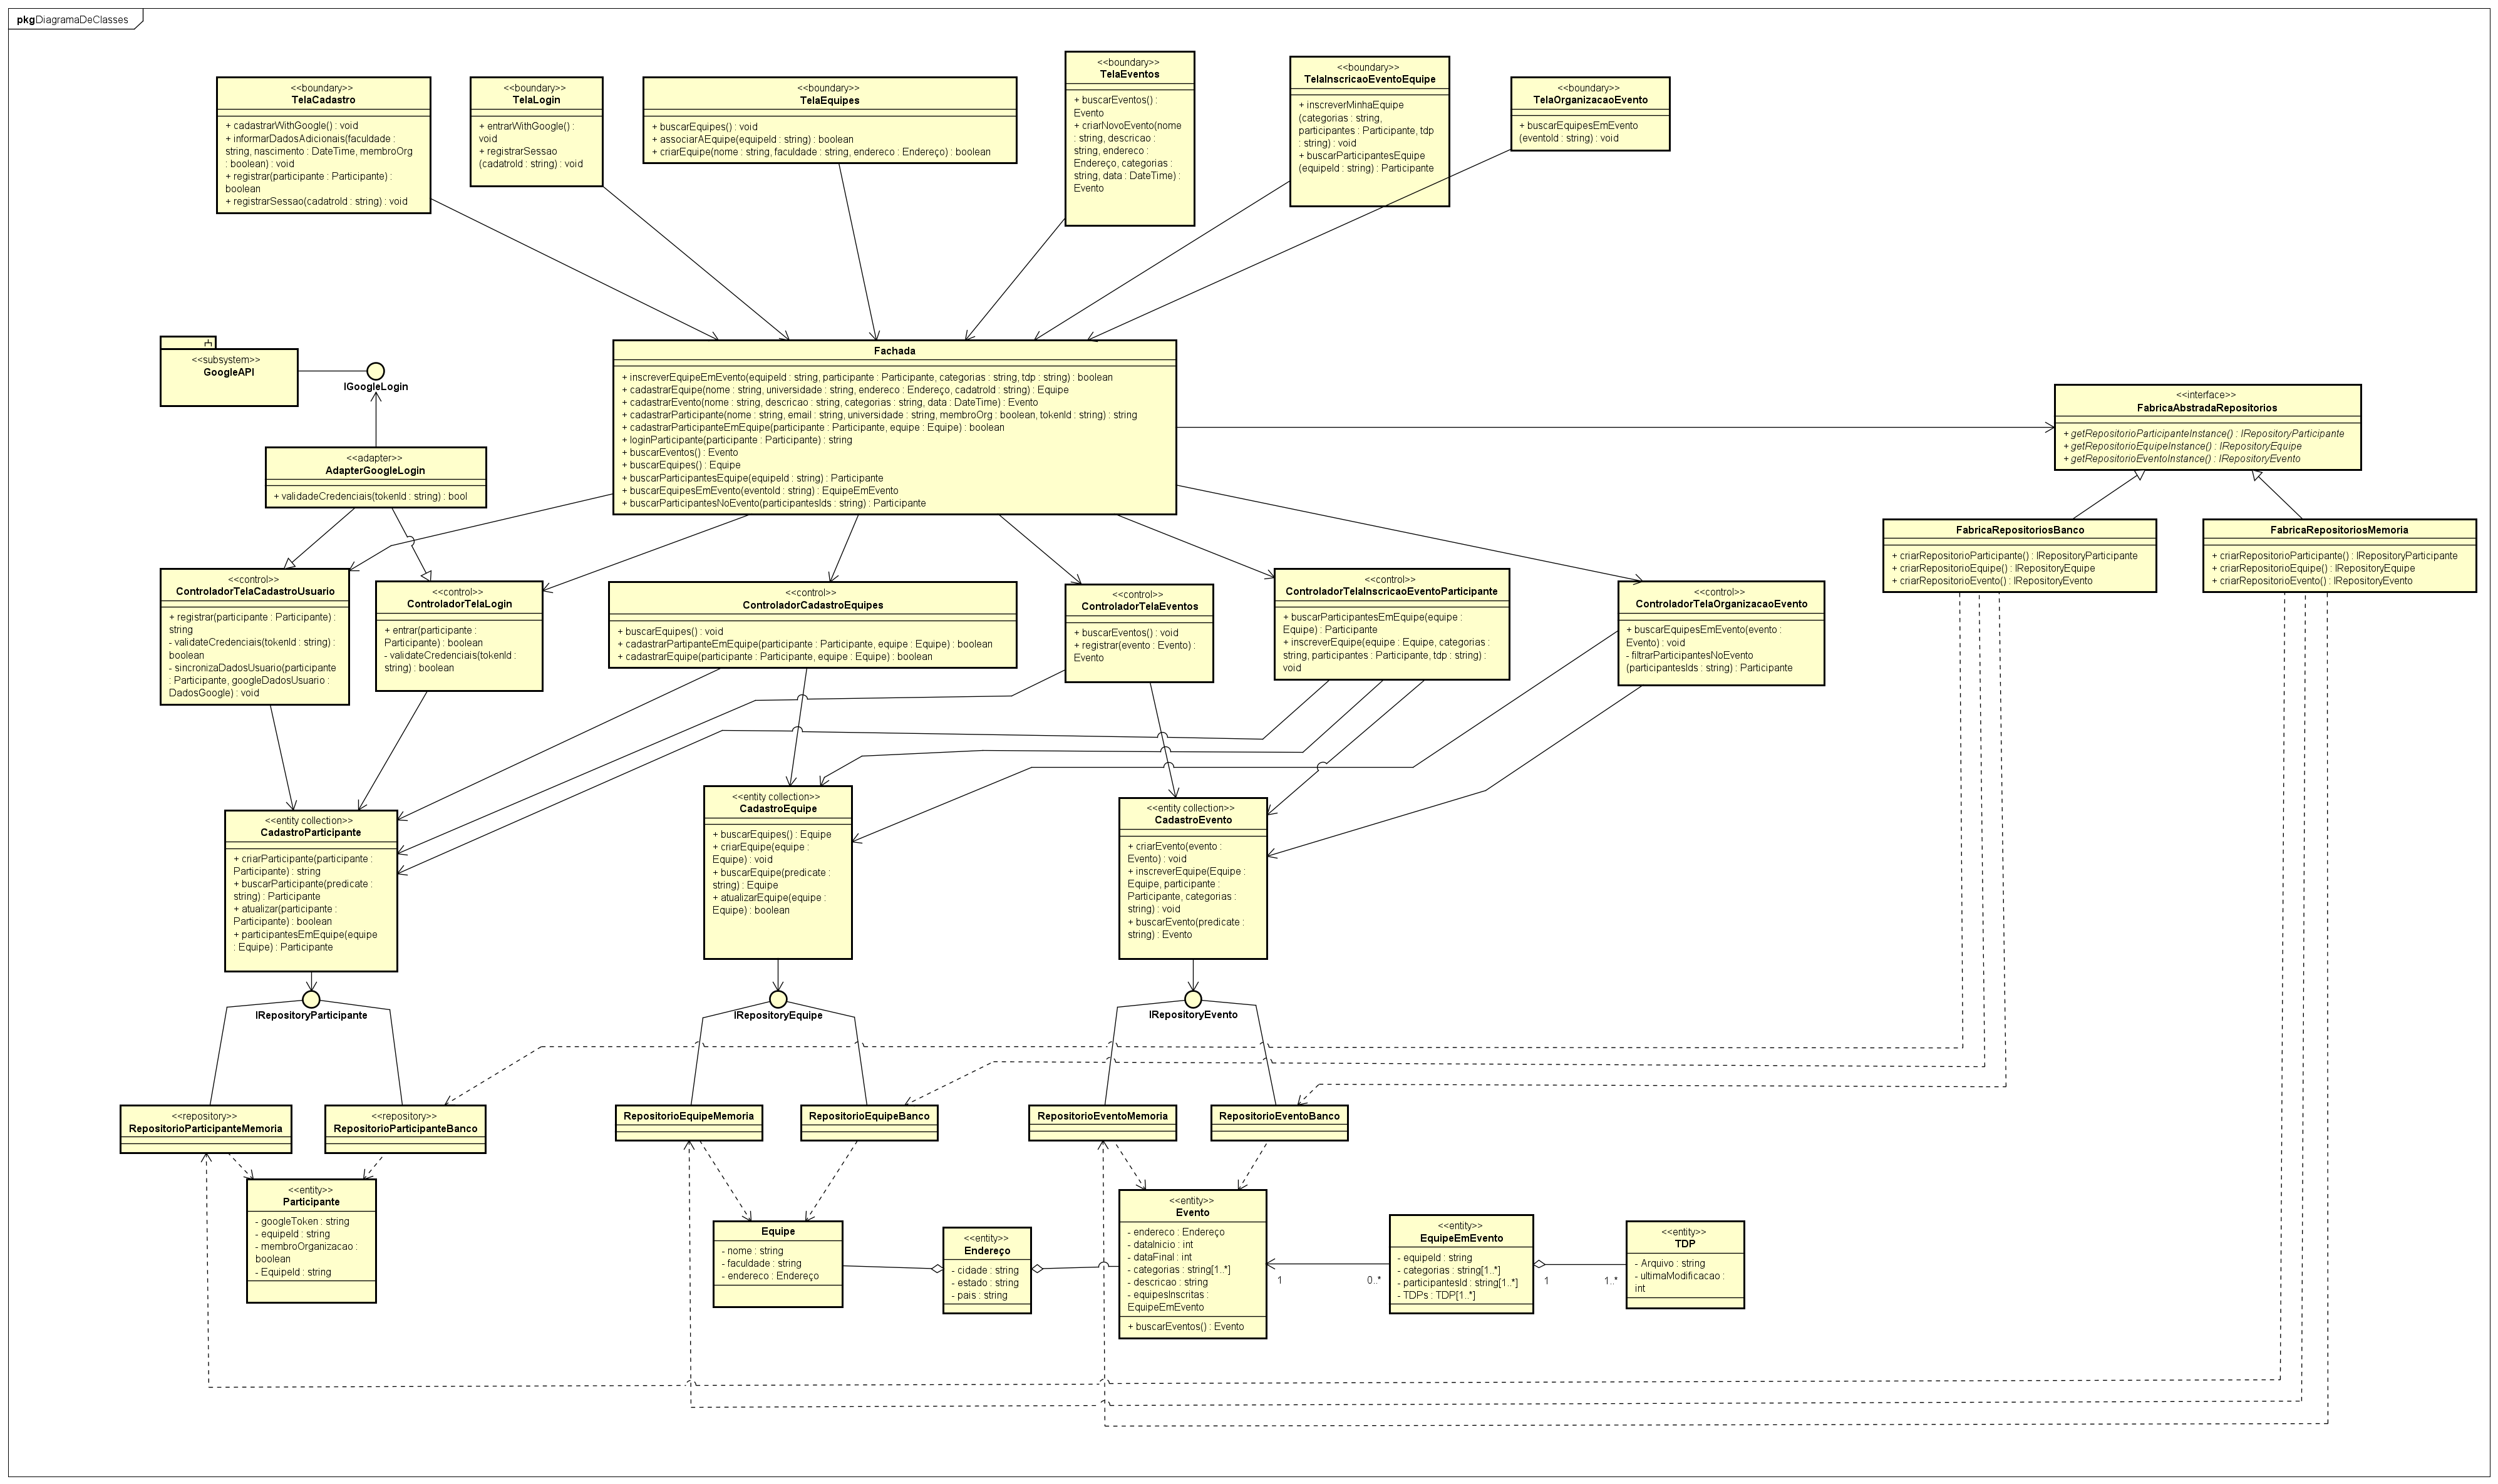 pkg DiagramaDeClasses
<<boundary>>
TelaCadastro
+ cadastrarWithGoogle() : void
+ informarDadosAdicionais(faculdade :
string, nascimento : DateTime, membroOrg
: boolean) : void
+ registrar(participante : Participante) :
boolean
+ registrarSessao(cadatroId : string) : void
<<boundary>>
TelaLogin
+ entrarWithGoogle() :
void
+ registrarSessao
(cadatroId : string) : void
<<boundary>>
TelaEquipes
+ buscarEquipes() : void
+ associarAEquipe(equipeId : string) : boolean
+ criarEquipe(nome : string, faculdade : string, endereco : Endereço) : boolean
<<boundary>>
TelaEventos
+ buscarEventos() :
Evento
+ criarNovoEvento(nome
: string, descricao :
string, endereco :
Endereço, categorias :
string, data : DateTime) :
Evento
<<boundary>>
TelaInscricaoEventoEquipe
+ inscreverMinhaEquipe
(categorias : string,
participantes : Participante, tdp
: string) : void
+ buscarParticipantesEquipe
(equipeId : string) : Participante
<<boundary>>
TelaOrganizacaoEvento
+ buscarEquipesEmEvento
(eventoId : string) : void
<<subsystem>>
GoogleAPI
IGoogleLogin
<<adapter>>
AdapterGoogleLogin
+ validadeCredenciais(tokenId : string) : bool
Fachada
+ inscreverEquipeEmEvento(equipeId : string, participante : Participante, categorias : string, tdp : string) : boolean
+ cadastrarEquipe(nome : string, universidade : string, endereco : Endereço, cadatroId : string) : Equipe
+ cadastrarEvento(nome : string, descricao : string, categorias : string, data : DateTime) : Evento
+ cadastrarParticipante(nome : string, email : string, universidade : string, membroOrg : boolean, tokenId : string) : string
+ cadastrarParticipanteEmEquipe(participante : Participante, equipe : Equipe) : boolean
+ loginParticipante(participante : Participante) : string
+ buscarEventos() : Evento
+ buscarEquipes() : Equipe
+ buscarParticipantesEquipe(equipeId : string) : Participante
+ buscarEquipesEmEvento(eventoId : string) : EquipeEmEvento
+ buscarParticipantesNoEvento(participantesIds : string) : Participante
<<interface>>
FabricaAbstradaRepositorios
+ getRepositorioParticipanteInstance() : IRepositoryParticipante
+ getRepositorioEquipeInstance() : IRepositoryEquipe
+ getRepositorioEventoInstance() : IRepositoryEvento
FabricaRepositoriosBanco
+ criarRepositorioParticipante() : IRepositoryParticipante
+ criarRepositorioEquipe() : IRepositoryEquipe
+ criarRepositorioEvento() : IRepositoryEvento
FabricaRepositoriosMemoria
+ criarRepositorioParticipante() : IRepositoryParticipante
+ criarRepositorioEquipe() : IRepositoryEquipe
+ criarRepositorioEvento() : IRepositoryEvento
<<control>>
ControladorTelaCadastroUsuario
+ registrar(participante : Participante) :
string
- validateCredenciais(tokenId : string) :
boolean
- sincronizaDadosUsuario(participante
: Participante, googleDadosUsuario :
DadosGoogle) : void
<<control>>
ControladorTelaLogin
+ entrar(participante :
Participante) : boolean
- validateCredenciais(tokenId :
string) : boolean
<<control>>
ControladorCadastroEquipes
+ buscarEquipes() : void
+ cadastrarPartipanteEmEquipe(participante : Participante, equipe : Equipe) : boolean
+ cadastrarEquipe(participante : Participante, equipe : Equipe) : boolean
<<control>>
ControladorTelaEventos
+ buscarEventos() : void
+ registrar(evento : Evento) :
Evento
<<control>>
ControladorTelaInscricaoEventoParticipante
+ buscarParticipantesEmEquipe(equipe :
Equipe) : Participante
+ inscreverEquipe(equipe : Equipe, categorias :
string, participantes : Participante, tdp : string) :
void
<<control>>
ControladorTelaOrganizacaoEvento
+ buscarEquipesEmEvento(evento :
Evento) : void
- filtrarParticipantesNoEvento
(participantesIds : string) : Participante
<<entity collection>>
CadastroParticipante
+ criarParticipante(participante :
Participante) : string
+ buscarParticipante(predicate :
string) : Participante
+ atualizar(participante :
Participante) : boolean
+ participantesEmEquipe(equipe
: Equipe) : Participante
<<entity collection>>
CadastroEquipe
+ buscarEquipes() : Equipe
+ criarEquipe(equipe :
Equipe) : void
+ buscarEquipe(predicate :
string) : Equipe
+ atualizarEquipe(equipe :
Equipe) : boolean
<<entity collection>>
CadastroEvento
+ criarEvento(evento :
Evento) : void
+ inscreverEquipe(Equipe :
Equipe, participante :
Participante, categorias :
string) : void
+ buscarEvento(predicate :
string) : Evento
IRepositoryParticipante
IRepositoryEquipe
IRepositoryEvento
<<repository>>
RepositorioParticipanteMemoria
<<repository>>
RepositorioParticipanteBanco
RepositorioEquipeMemoria
RepositorioEquipeBanco
RepositorioEventoMemoria
RepositorioEventoBanco
<<entity>>
Participante
- googleToken : string
- equipeId : string
- membroOrganizacao :
boolean
- EquipeId : string
Equipe
- nome : string
- faculdade : string
- endereco : Endereço
<<entity>>
Endereço
- cidade : string
- estado : string
- pais : string
<<entity>>
Evento
- endereco : Endereço
- dataInicio : int
- dataFinal : int
- categorias : string[1..*]
- descricao : string
- equipesInscritas :
EquipeEmEvento
+ buscarEventos() : Evento
1
0..*
<<entity>>
EquipeEmEvento
- equipeId : string
- categorias : string[1..*]
- participantesId : string[1..*]
- TDPs : TDP[1..*]
1
1..*
<<entity>>
TDP
- Arquivo : string
- ultimaModificacao :
int